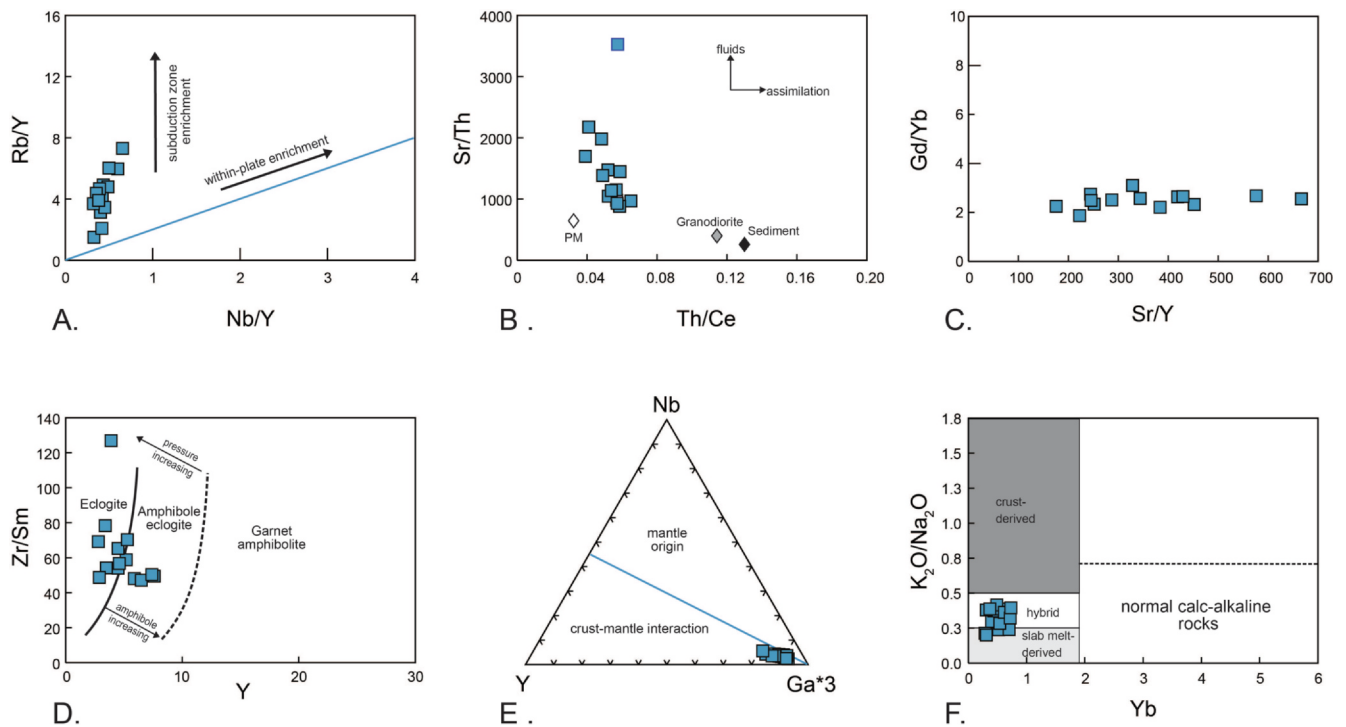 16
12
8
4
0
Rb/Y
subduction zone
enrichment
within-plate enrichment
0
1
2
3
4
A.
Nb/Y
4000
3000
2000
1000
0
Sr/Th
fluids
assimilation
PM
Granodiorite
Sediment
0.00
0.04
0.08
0.12
0.16
0.20
B .
Th/Ce
10
8
6
4
2
0
Gd/Yb
0
100
200
300
400
500
600
700
C.
Sr/Y
140
120
100
80
60
40
20
0
Zr/Sm
pressure
increasing
Eclogite
Amphibole
eclogite
Garnet
amphibolite
amphibole
increasing
0
10
20
30
D.
Y
Nb
mantle
origin
crust-mantle interaction
Y
Ga*3
E .
1.8
1.5
1.3
1.0
0.8
0.5
0.3
0.0
K₂O/Na₂O
crust-
derived
hybrid
slab melt-
derived
normal calc-alkaline
rocks
0
1
2
3
4
5
6
F.
Yb